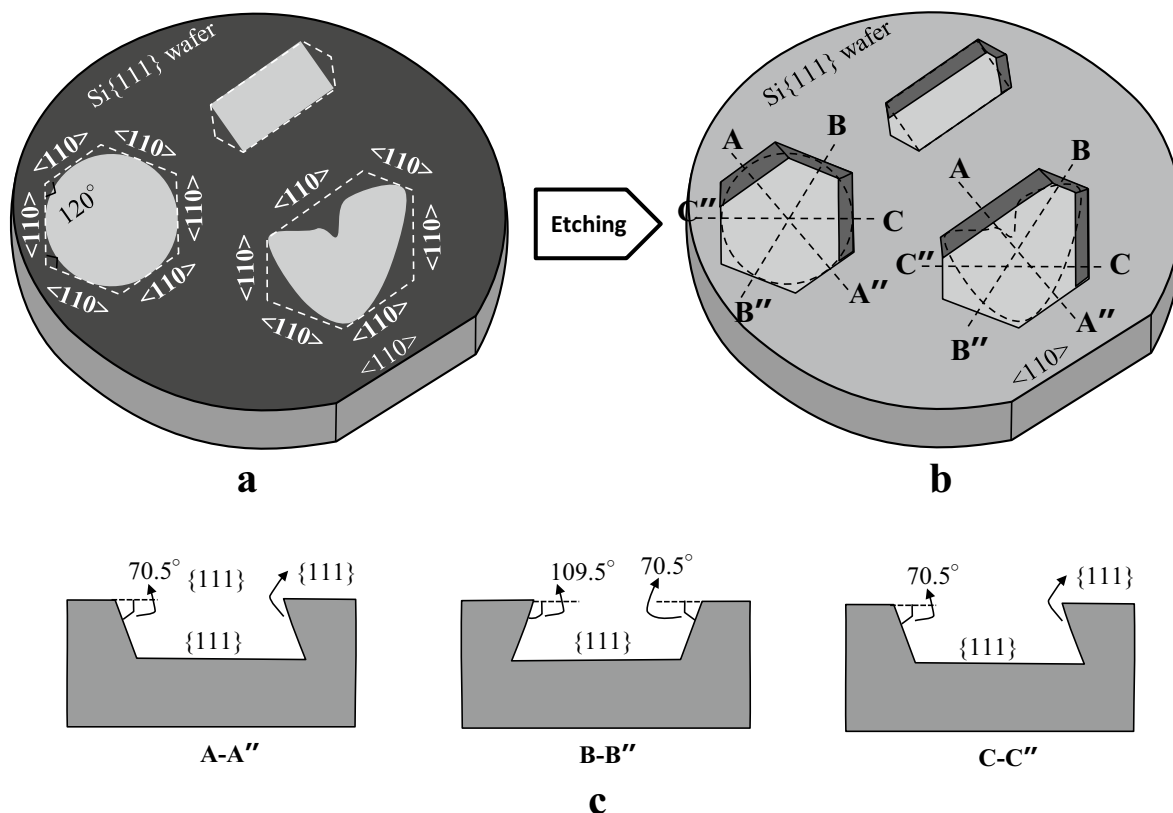 Si{111} wafer
<110>
<110>
<110>
<110>
<110>
120°
<110>
<110>
<110>
<110>
<110>
<110>
<110>
<110>
a
Etching
Si{111} wafer
A
B
C″
C
B″
A″
A
B
C″
C
A″
B″
<110>
b
70.5°
{111}
{111}
{111}
A-A″
109.5°
70.5°
{111}
B-B″
70.5°
{111}
{111}
C-C″
c